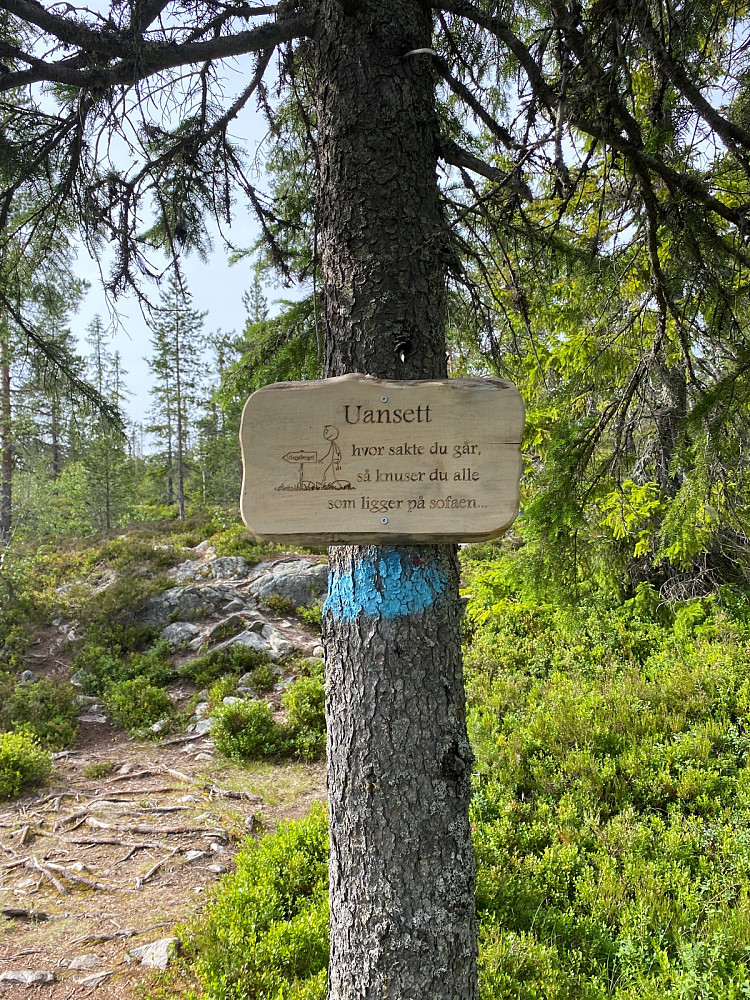 Uansett
hvor sakte du går,
så knuser du alle
som ligger på sofaen...